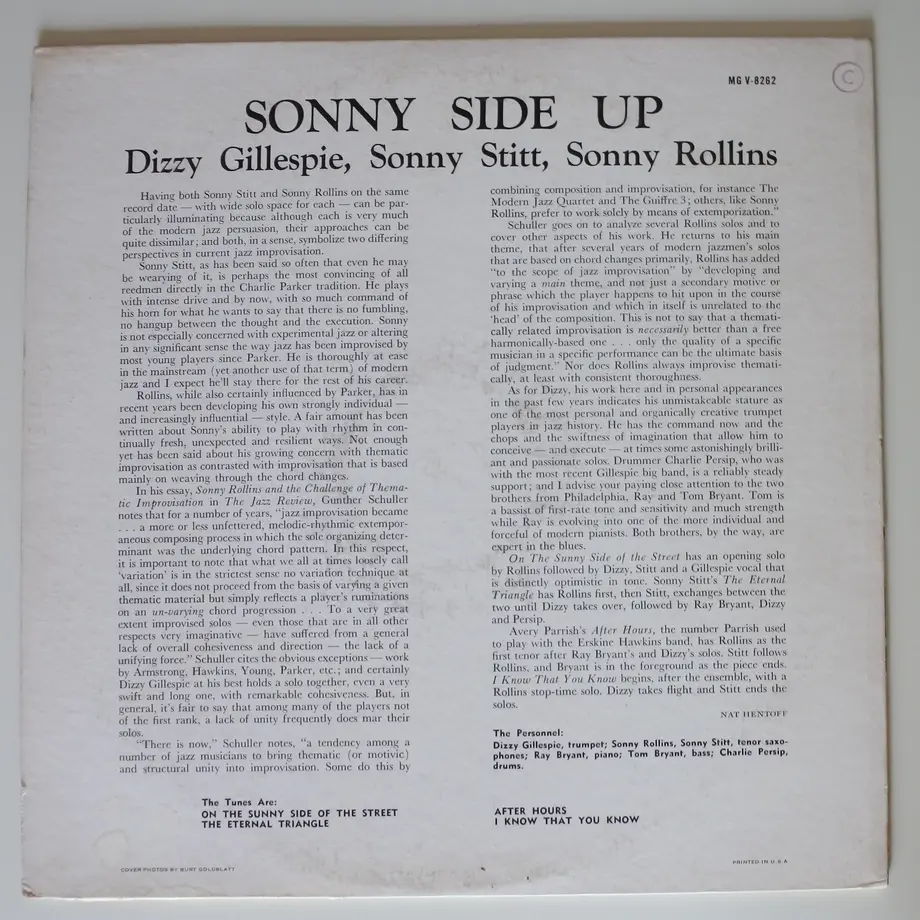 MG V-8262
C
SONNY SIDE UP
Dizzy Gillespie, Sonny Stitt, Sonny Rollins
Having both Sonny Stitt and Sonny Rollins on the same
record date — with wide solo space for each — can be par-
ticularly illuminating because although each is very much
of the modern jazz persuasion, their approaches can be
quite dissimilar; and both, in a sense, symbolize two differing
perspectives in current jazz improvisation.
Sonny Stitt, as has been said so often that even he may
be wearying of it, is perhaps the most convincing of all
reedmen directly in the Charlie Parker tradition. He plays
with intense drive and by now, with so much command of
his horn for what he wants to say that there is no fumbling,
no hangup between the thought and the execution. Sonny
is not especially concerned with experimental jazz or altering
in any significant sense the way jazz has been improvised by
most young players since Parker. He is thoroughly at ease
in the mainstream (yet another use of that term) of modern
jazz and I expect he'll stay there for the rest of his career.
Rollins, while also certainly influenced by Parker, has in
recent years been developing his own strongly individual —
and increasingly influential — style. A fair amount has been
written about Sonny's ability to play with rhythm in con-
tinually fresh, unexpected and resilient ways. Not enough
yet has been said about his growing concern with thematic
improvisation as contrasted with improvisation that is based
mainly on weaving through the chord changes.
In his essay, Sonny Rollins and the Challenge of Thema-
tic Improvisation in The Jazz Review, Gunther Schuller
notes that for a number of years, "jazz improvisation became
. . . a more or less unfettered, melodic-rhythmic extempor-
aneous composing process in which the sole organizing deter-
minant was the underlying chord pattern. In this respect,
it is important to note that what we all at times loosely call
'variation' is in the strictest sense no variation technique at
all, since it does not proceed from the basis of varying a given
thematic material but simply reflects a player's ruminations
on an un-varying chord progression . . . To a very great
extent improvised solos — even those that are in all other
respects very imaginative — have suffered from a general
lack of overall cohesiveness and direction — the lack of a
unifying force." Schuller cites the obvious exceptions — work
by Armstrong, Hawkins, Young, Parker, etc.; and certainly
Dizzy Gillespie at his best holds a solo together, even a very
swift and long one, with remarkable cohesiveness. But, in
general, it's fair to say that among many of the players not
of the first rank, a lack of unity frequently does mar their
solos.
"There is now," Schuller notes, "a tendency among a
number of jazz musicians to bring thematic (or motivic)
and structural unity into improvisation. Some do this by
combining composition and improvisation, for instance The
Modern Jazz Quartet and The Guiffre 3; others, like Sonny
Rollins, prefer to work solely by means of extemporization."
Schuller goes on to analyze several Rollins solos and to
cover other aspects of his work. He returns to his main
theme, that after several years of modern jazzmen's solos
that are based on chord changes primarily, Rollins has added
"to the scope of jazz improvisation" by "developing and
varying a main theme, and not just a secondary motive or
phrase which the player happens to hit upon in the course
of his improvisation and which in itself is unrelated to the
'head' of the composition. This is not to say that a themati-
cally related improvisation is necessarily better than a free
harmonically-based one . . . only the quality of a specific
musician in a specific performance can be the ultimate basis
of judgment." Nor does Rollins always improvise themati-
cally, at least with consistent thoroughness.
As for Dizzy, his work here and in personal appearances
in the past few years indicates his unmistakeable stature as
one of the most personal and organically creative trumpet
players in jazz history. He has the command now and the
chops and the swiftness of imagination that allow him to
conceive — and execute — at times some astonishingly brilli-
ant and passionate solos. Drummer Charlie Persip, who was
with the most recent Gillespie big band, is a reliably steady
support; and I advise your paying close attention to the two
brothers from Philadelphia, Ray and Tom Bryant. Tom is
a bassist of first-rate tone and sensitivity and much strength
while Ray is evolving into one of the more individual and
forceful of modern pianists. Both brothers, by the way, are
expert in the blues.
On The Sunny Side of the Street has an opening solo
by Rollins followed by Dizzy, Stitt and a Gillespie vocal that
is distinctly optimistic in tone. Sonny Stitt's The Eternal
Triangle has Rollins first, then Stitt, exchanges between the
two until Dizzy takes over, followed by Ray Bryant, Dizzy
and Persip.
Avery Parrish's After Hours, the number Parrish used
to play with the Erskine Hawkins band, has Rollins as the
first tenor after Ray Bryant's and Dizzy's solos. Stitt follows
Rollins, and Bryant is in the foreground as the piece ends.
I Know That You Know begins, after the ensemble, with a
Rollins stop-time solo. Dizzy takes flight and Stitt ends the
solos.
NAT HENTOFF
The Personnel:
Dizzy Gillespie, trumpet; Sonny Rollins, Sonny Stitt, tenor saxo-
phones; Ray Bryant, piano; Tom Bryant, bass; Charlie Persip,
drums.
The Tunes Are:
ON THE SUNNY SIDE OF THE STREET
THE ETERNAL TRIANGLE
AFTER HOURS
I KNOW THAT YOU KNOW
COVER PHOTOS BY BURT GOLDBLATT
PRINTED IN U.S.A